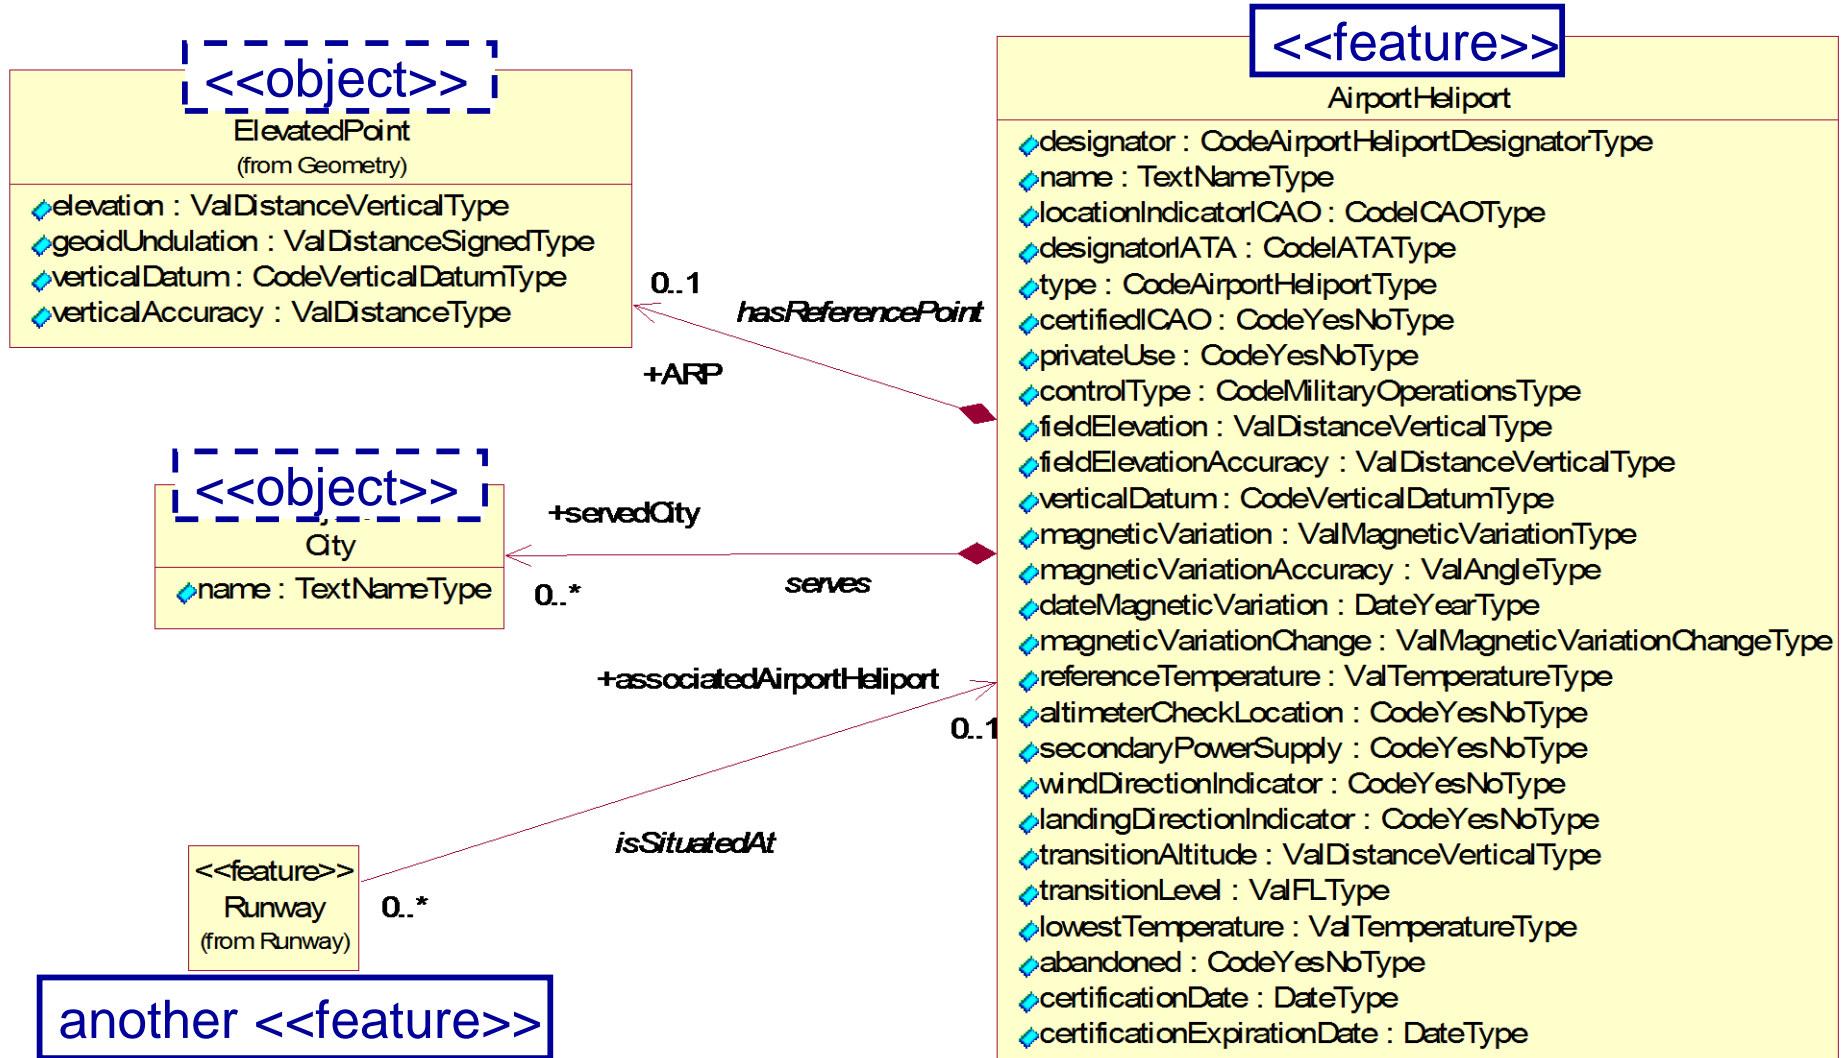 <<object>>
ElevatedPoint
(from Geometry)
elevation : ValDistanceVerticalType
geoidUndulation : ValDistanceSignedType
verticalDatum : CodeVerticalDatumType
verticalAccuracy : ValDistanceType
0..1
hasReferencePoint
+ARP
<<object>>
City
name : TextNameType
+servedCity
0..*
serves
+associatedAirportHeliport
0..1
isSituatedAt
0..*
<<feature>>
Runway
(from Runway)
another <<feature>>
<<feature>>
AirportHeliport
designator : CodeAirportHeliportDesignatorType
name : TextNameType
locationIndicatorICAO : CodeICAOType
designatorIATA : CodeIATAType
type : CodeAirportHeliportType
certifiedICAO : CodeYesNoType
privateUse : CodeYesNoType
controlType : CodeMilitaryOperationsType
fieldElevation : ValDistanceVerticalType
fieldElevationAccuracy : ValDistanceVerticalType
verticalDatum : CodeVerticalDatumType
magneticVariation : ValMagneticVariationType
magneticVariationAccuracy : ValAngleType
dateMagneticVariation : DateYearType
magneticVariationChange : ValMagneticVariationChangeType
referenceTemperature : ValTemperatureType
altimeterCheckLocation : CodeYesNoType
secondaryPowerSupply : CodeYesNoType
windDirectionIndicator : CodeYesNoType
landingDirectionIndicator : CodeYesNoType
transitionAltitude : ValDistanceVerticalType
transitionLevel : ValFLType
lowestTemperature : ValTemperatureType
abandoned : CodeYesNoType
certificationDate : DateType
certificationExpirationDate : DateType